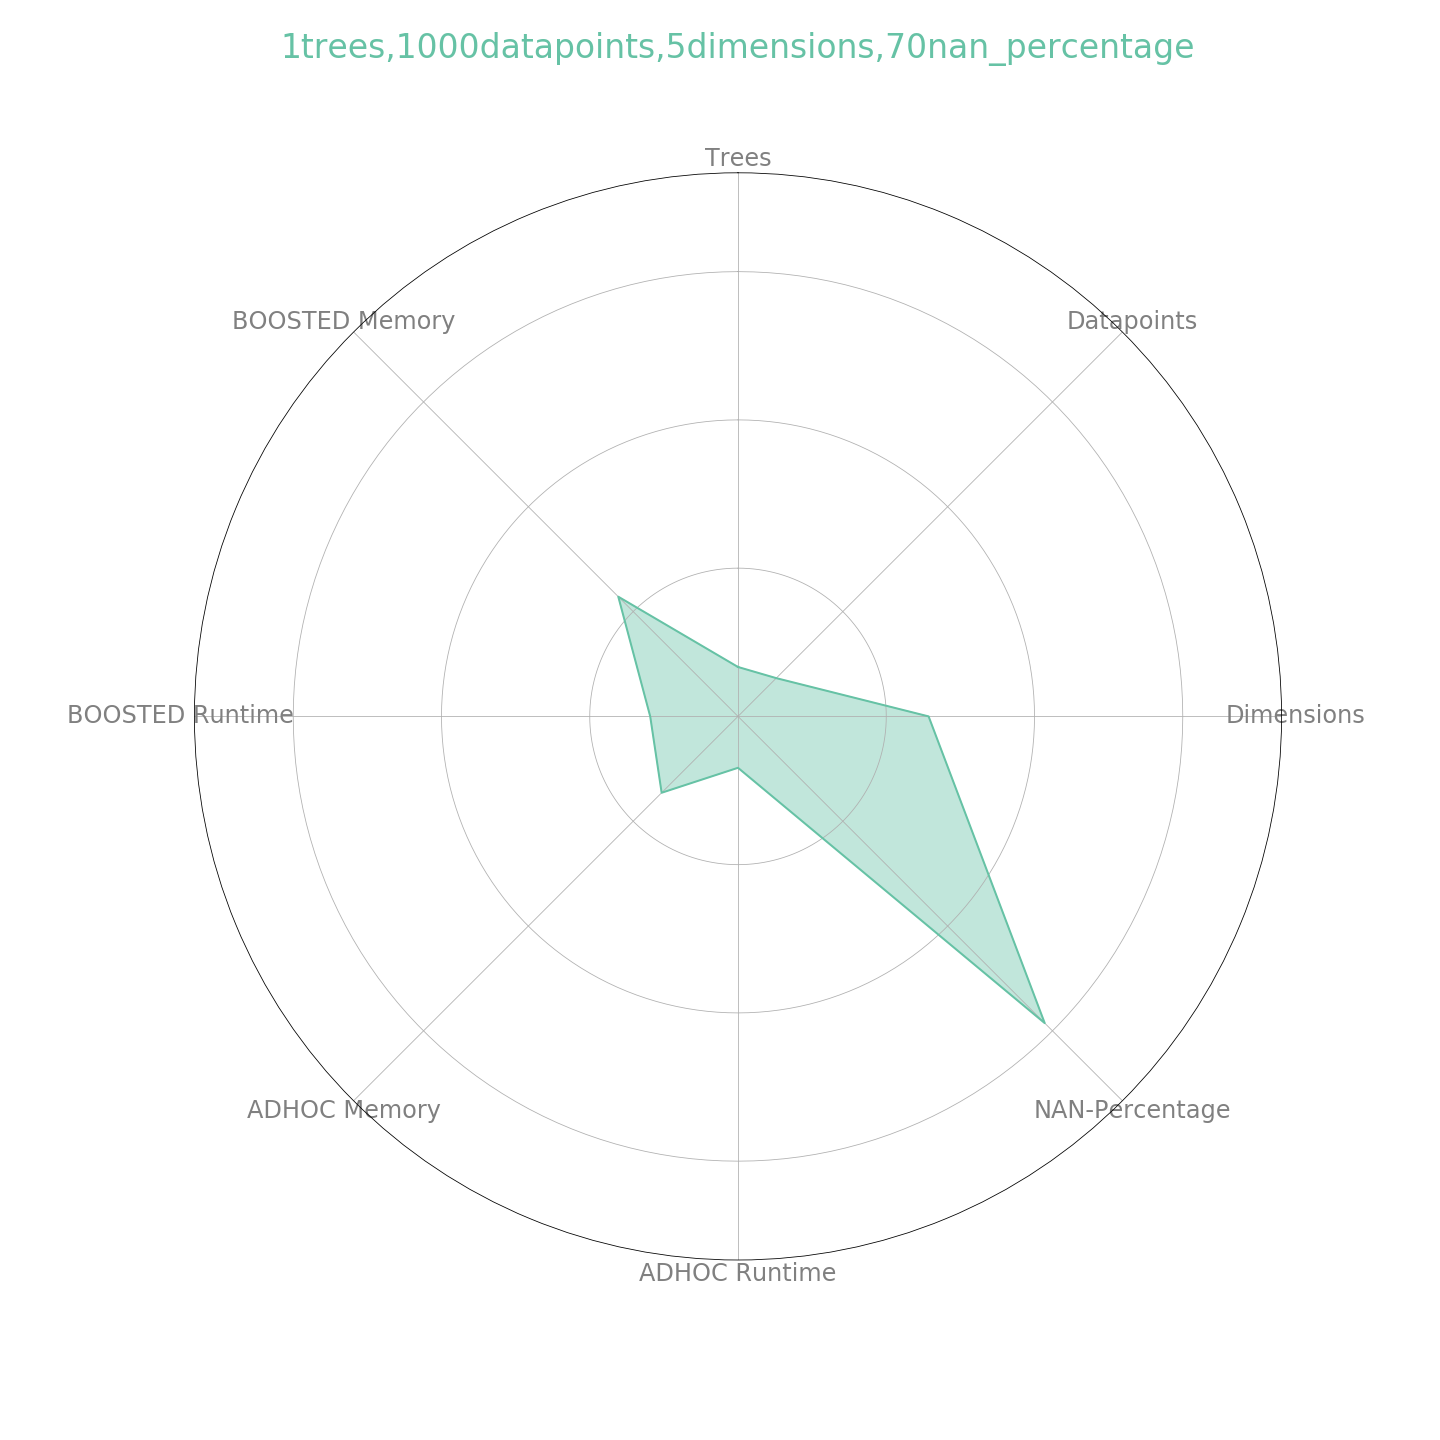 1trees,1000datapoints,5dimensions,70nan_percentage
Trees
BOOSTED Memory
Datapoints
BOOSTED Runtime
Dimensions
ADHOC Memory
NAN-Percentage
ADHOC Runtime